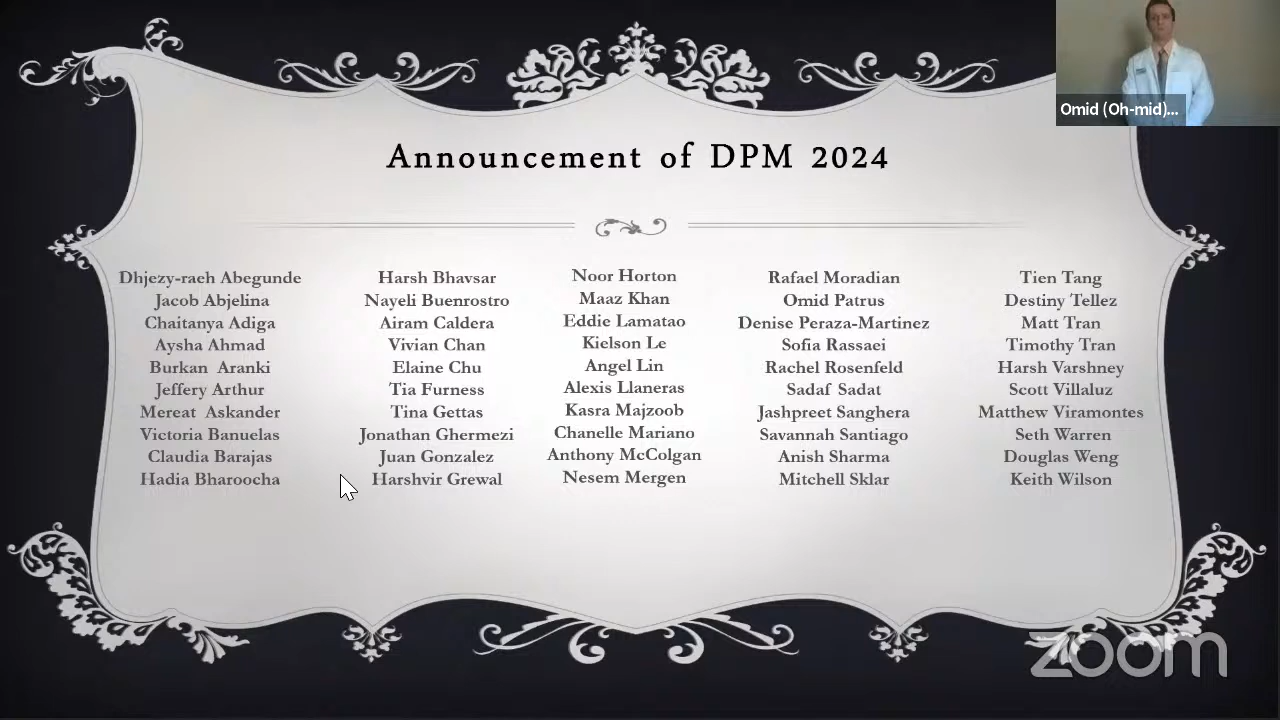 Omid (Oh-mid)...
Announcement of DPM 2024
Dhjezy-raeh Abegunde
Jacob Abjelina
Chaitanya Adiga
Aysha Ahmad
Burkan Aranki
Jeffery Arthur
Mereat Askander
Victoria Banuelas
Claudia Barajas
Hadia Bharoocha
Harsh Bhavsar
Nayeli Buenrostro
Airam Caldera
Vivian Chan
Elaine Chu
Tia Furness
Tina Gettas
Jonathan Ghermezi
Juan Gonzalez
Harshvir Grewal
Noor Horton
Maaz Khan
Eddie Lamatao
Kielson Le
Angel Lin
Alexis Llaneras
Kasra Majzoob
Chanelle Mariano
Anthony McColgan
Nesem Mergen
Rafael Moradian
Omid Patrus
Denise Peraza-Martinez
Sofia Rassaei
Rachel Rosenfeld
Sadaf Sadat
Jashpreet Sanghera
Savannah Santiago
Anish Sharma
Mitchell Sklar
Tien Tang
Destiny Tellez
Matt Tran
Timothy Tran
Harsh Varshney
Scott Villaluz
Matthew Viramontes
Seth Warren
Douglas Weng
Keith Wilson
zoom